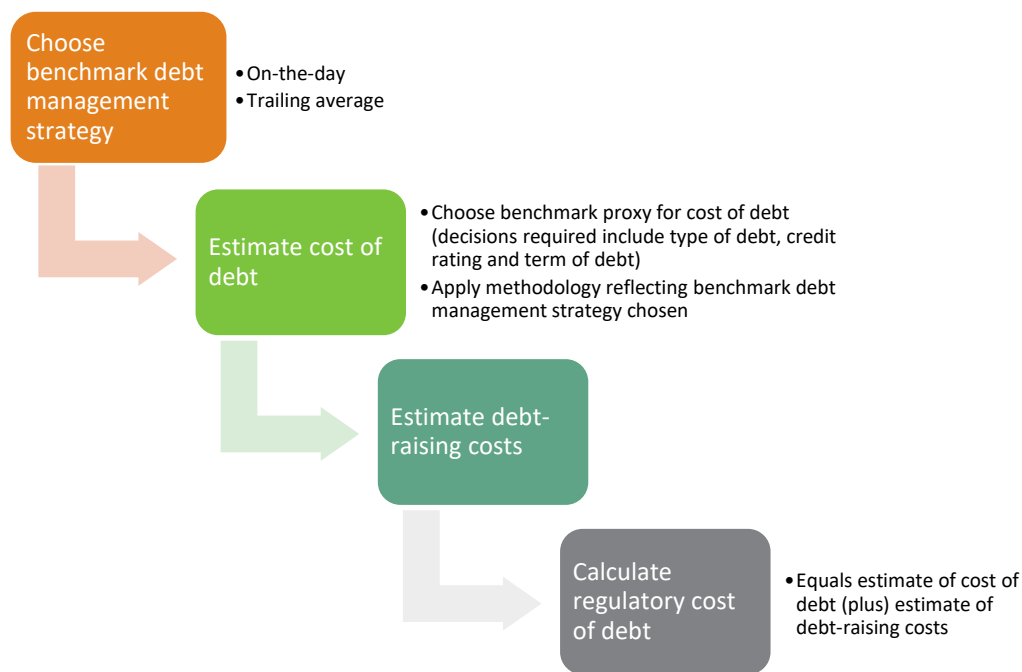 Choose
benchmark debt
management
strategy
•On-the-day
•Trailing average
Estimate cost of
debt
•Choose benchmark proxy for cost of debt
(decisions required include type of debt, credit
rating and term of debt)
•Apply methodology reflecting benchmark debt
management strategy chosen
Estimate debt-
raising costs
Calculate
regulatory cost
of debt
•Equals estimate of cost of
debt (plus) estimate of
debt-raising costs